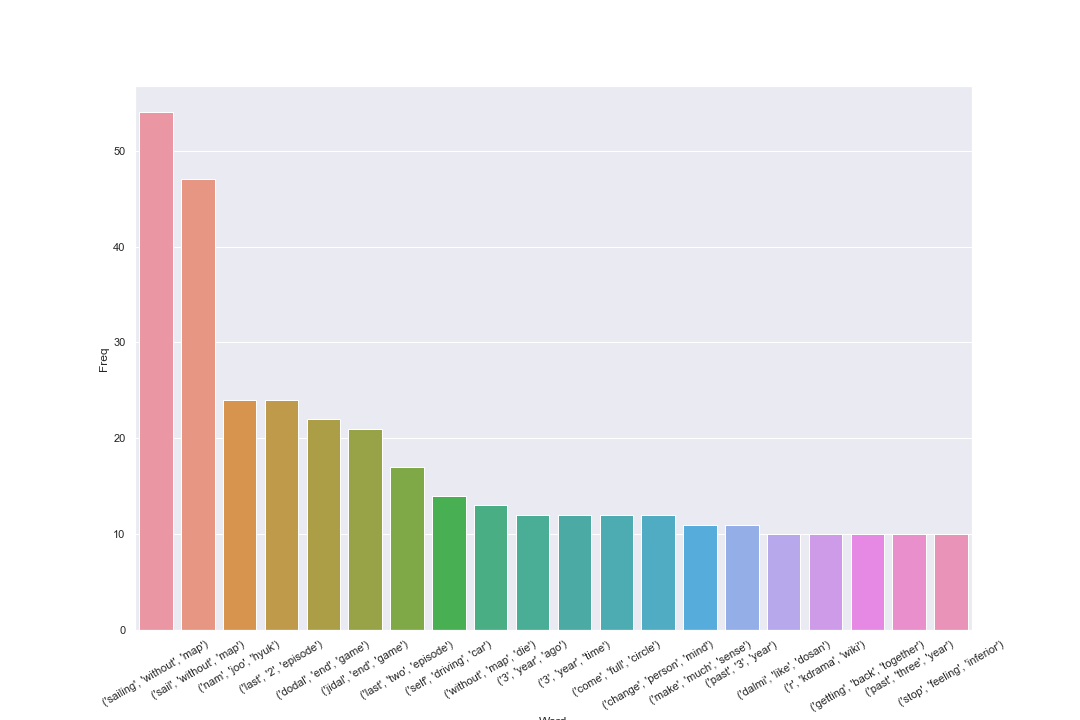 50
40
30
20
10
0
Freq
('sailing', 'without', 'map')
('sail', 'without', 'map')
('nam', 'joo', 'hyuk')
('last', '2', 'episode')
('dodal', 'end', 'game')
('jidal', 'end', 'game')
('last', 'two', 'episode')
('self', 'driving', 'car')
('without', 'map', 'die')
('3', 'year', 'ago')
('3', 'year', 'time')
('come', 'full', 'circle')
('change', 'person', 'mind')
('make', 'much', 'sense')
('past', '3', 'year')
('dalmi', 'like', 'dosan')
('r', 'kdrama', 'wiki')
('getting', 'back', 'together')
('past', 'three', 'year')
('stop', 'feeling', 'inferior')